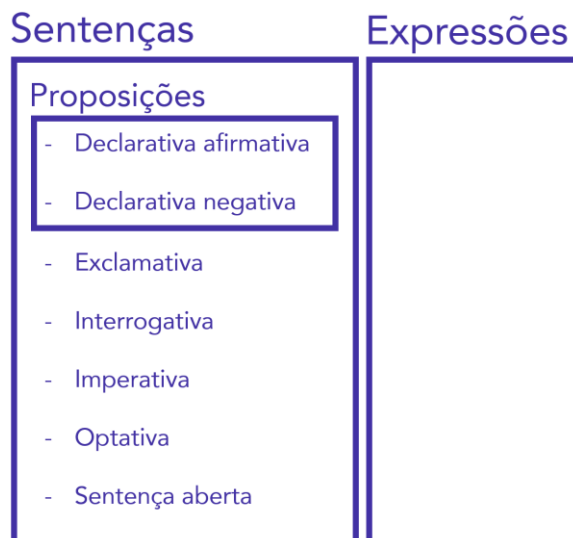 Sentenças
Expressões
Proposições
- Declarativa afirmativa
- Declarativa negativa
- Exclamativa
- Interrogativa
- Imperativa
- Optativa
- Sentença aberta